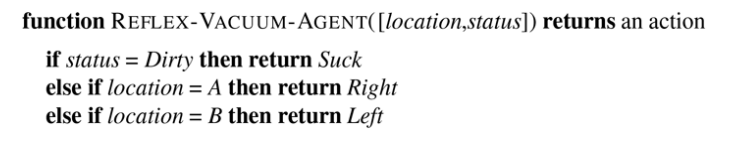 function REFLEX-VACUUM-AGENT([location,status]) returns an action
if status = Dirty then return Suck
else if location = A then return Right
else if location = B then return Left